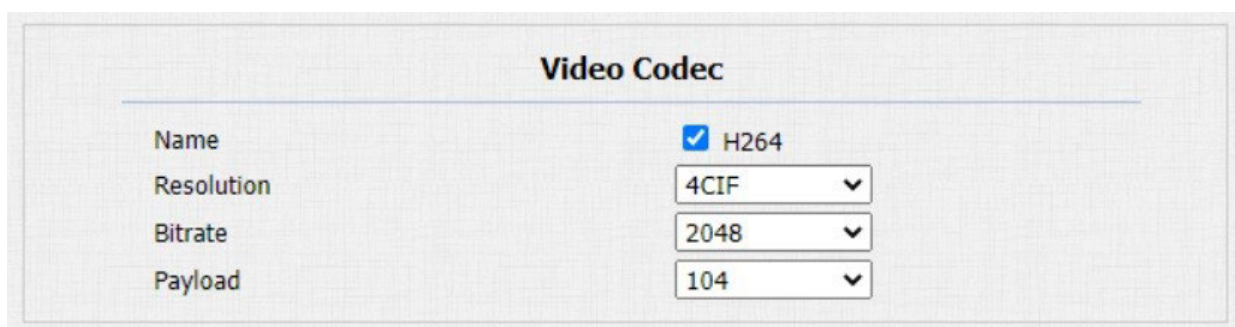 Video Codec
Name H264
Resolution 4CIF
Bitrate 2048
Payload 104